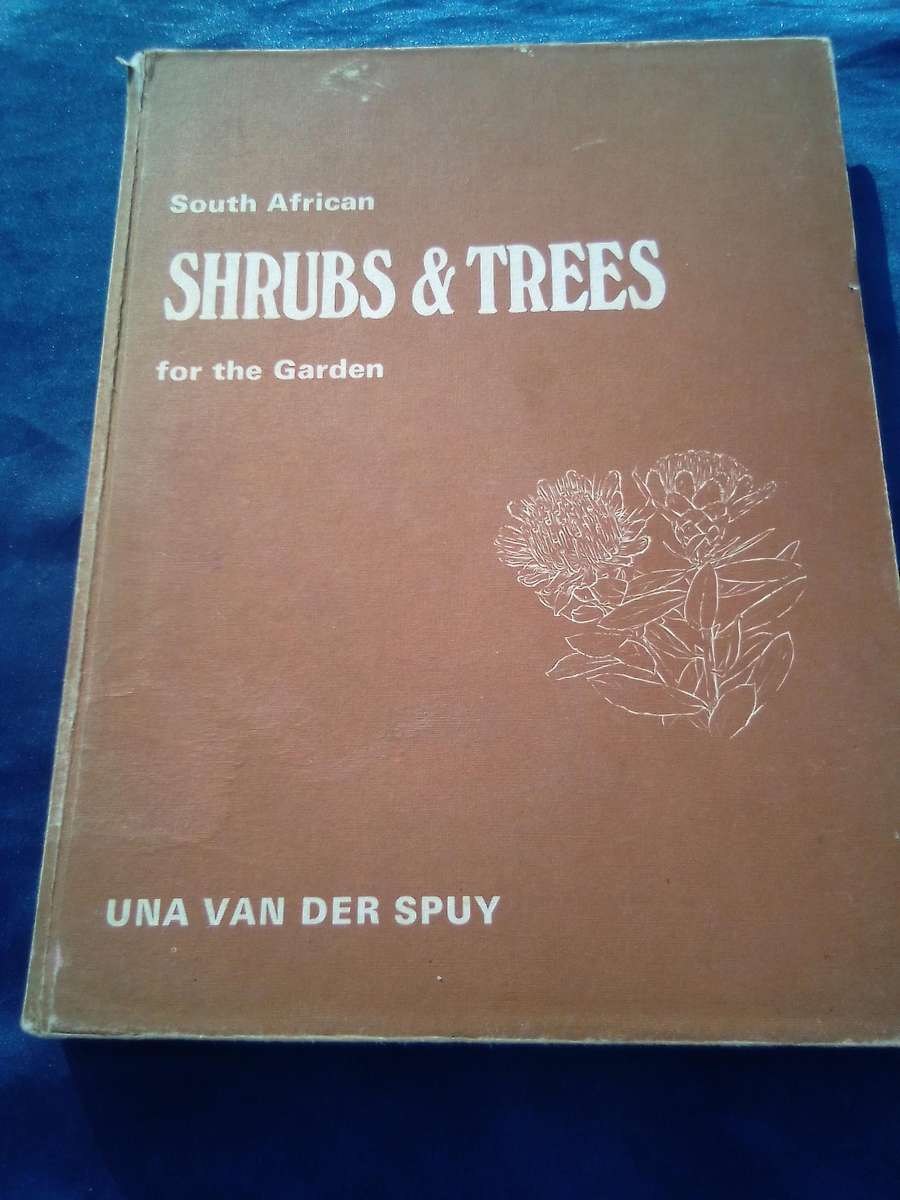 South African
SHRUBS & TREES
for the Garden
UNA VAN DER SPUY